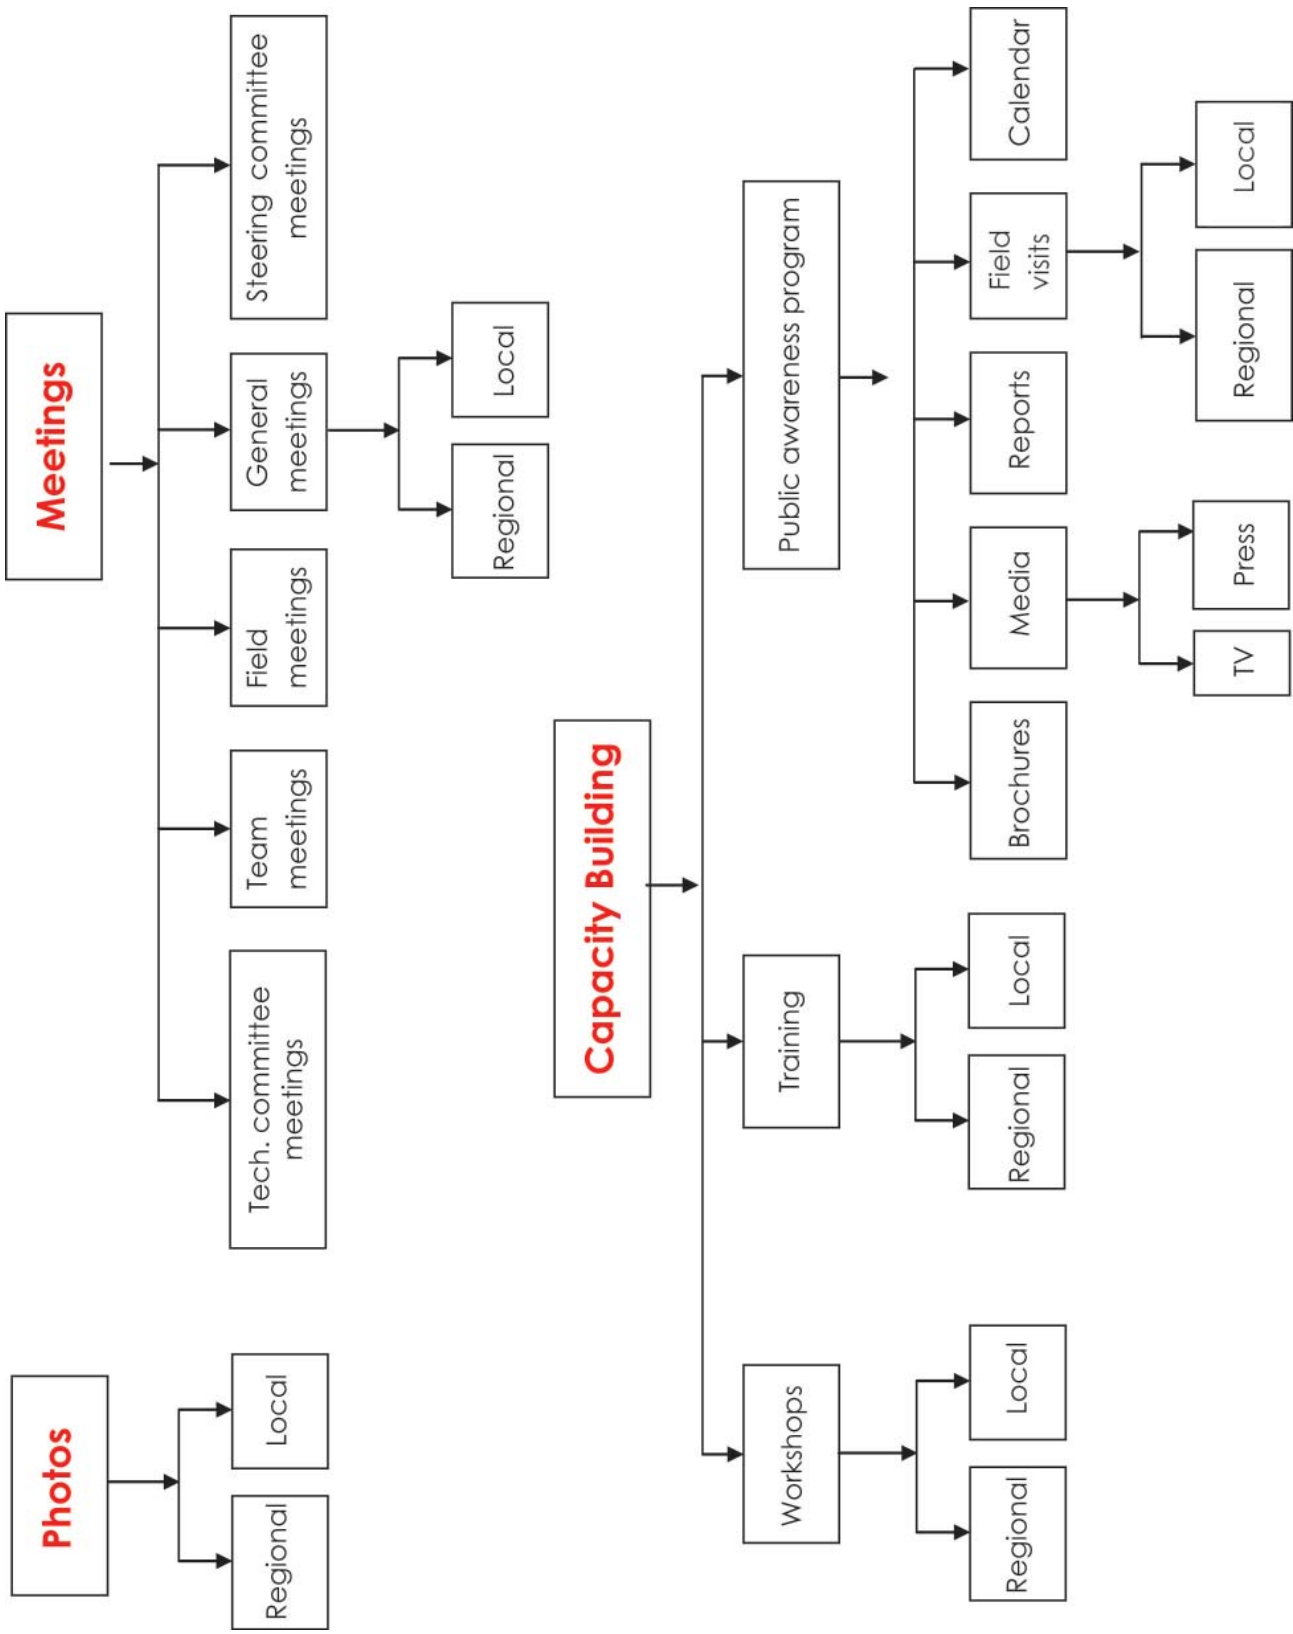 Photos
Regional
Local
Meetings
Tech. committee
meetings
Team
meetings
Field
meetings
General
meetings
Steering committee
meetings
Regional
Local
Capacity Building
Workshops
Training
Public awareness program
Regional
Local
Regional
Local
Brochures
Media
Reports
Field
visits
Calendar
TV
Press
Regional
Local